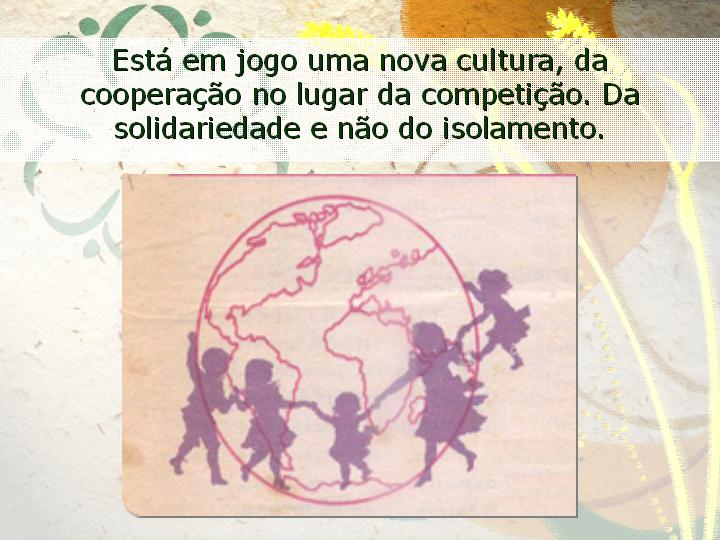 Está em jogo uma nova cultura, da
cooperação no lugar da competição. Da
solidariedade e não do isolamento.